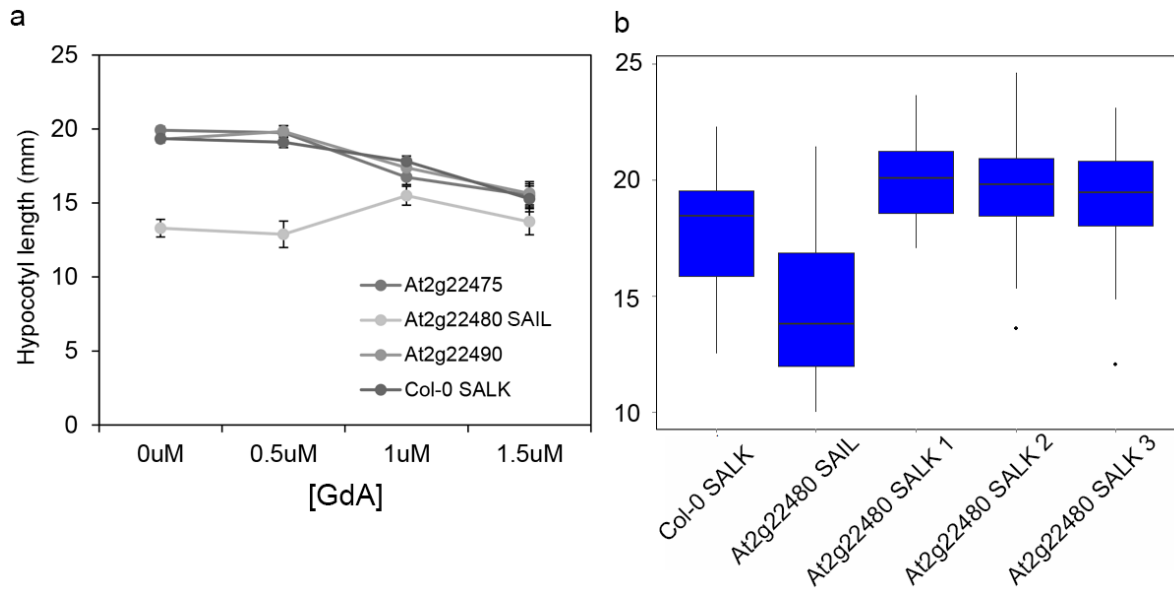 a
25
20
15
10
5
0
Hypocotyl length (mm)
At2g22475
At2g22480 SAIL
At2g22490
Col-0 SALK
0uM 0.5uM 1uM 1.5uM
[GdA]
b
25
20
15
10
Col-0 SALK
At2g22480 SAIL
At2g22480 SALK 1
At2g22480 SALK 2
At2g22480 SALK 3